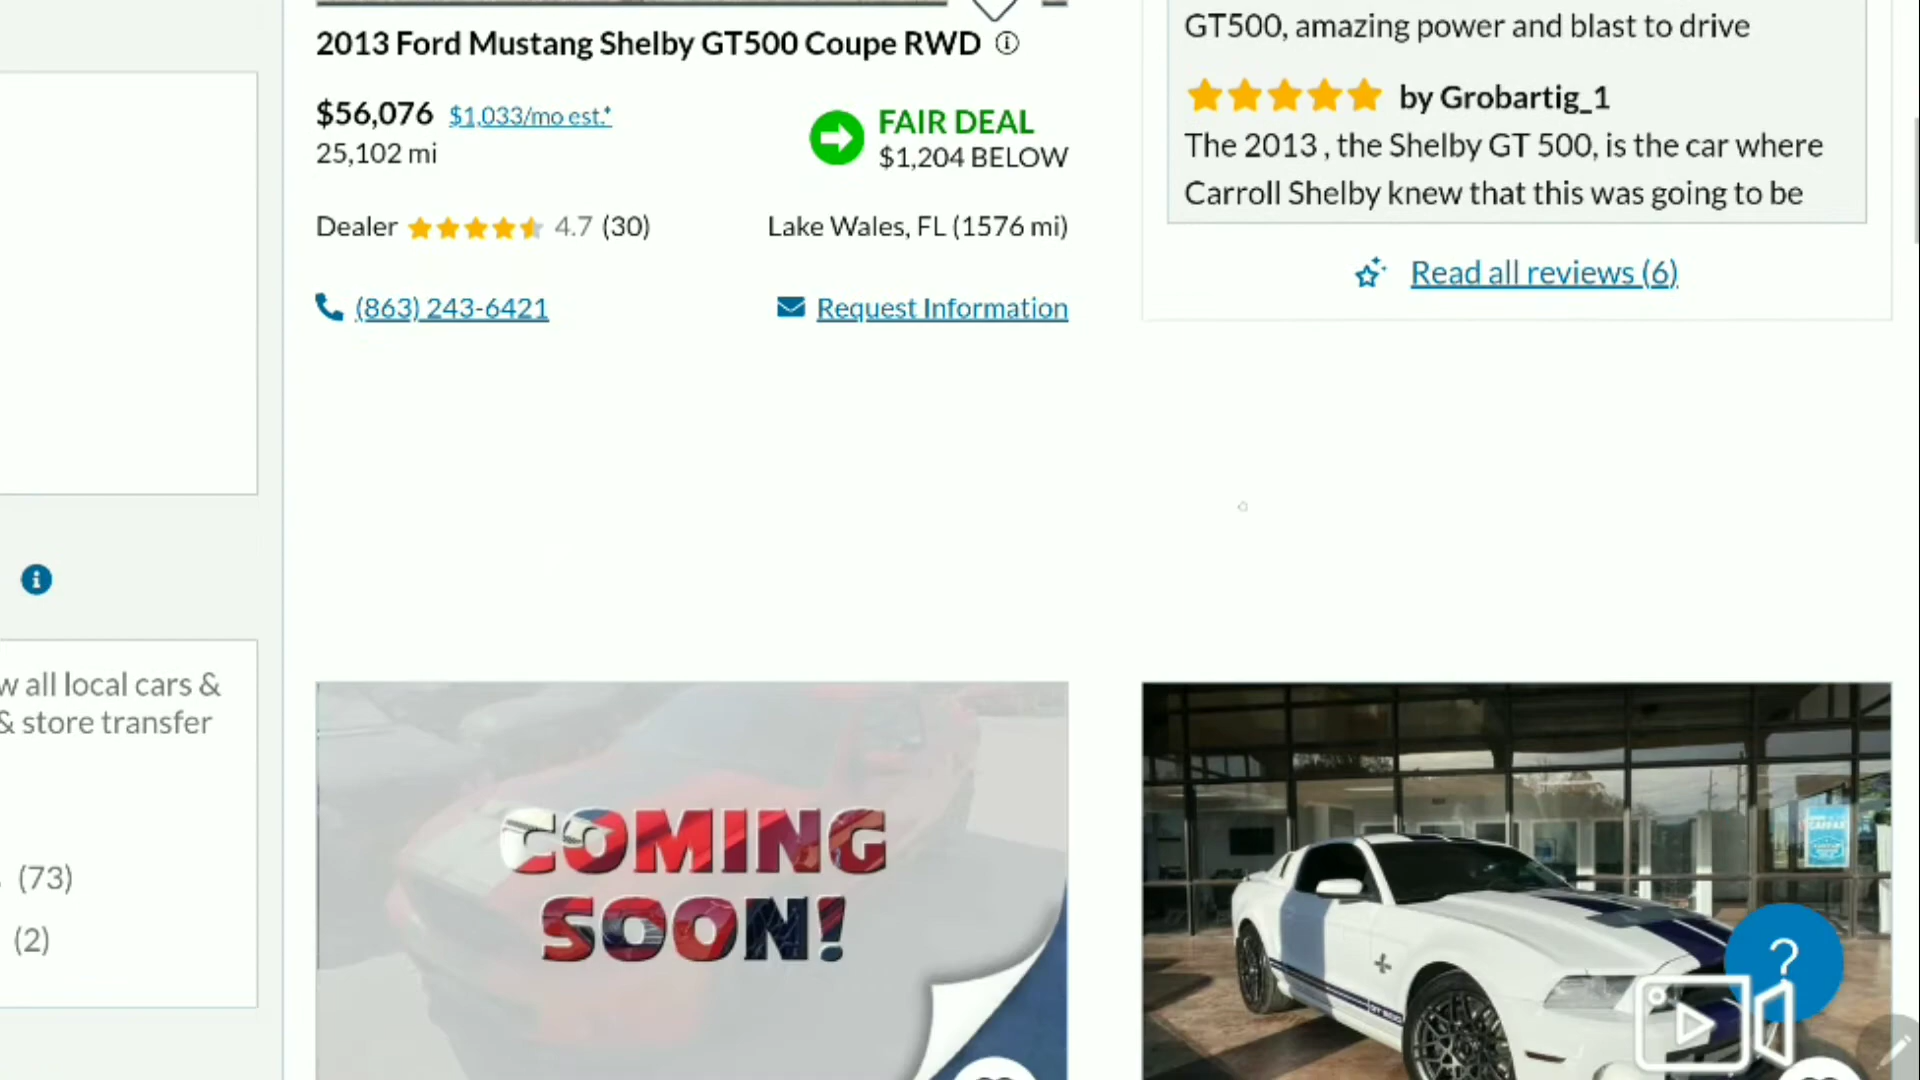 2013 Ford Mustang Shelby GT500 Coupe RWD
$56,076 $1,033/mo est.*
25,102 mi
FAIR DEAL
$1,204 BELOW
Dealer 4.7 (30)
Lake Wales, FL (1576 mi)
(863) 243-6421
Request Information
GT500, amazing power and blast to drive
by Grobartig_1
The 2013 , the Shelby GT 500, is the car where
Carroll Shelby knew that this was going to be
Read all reviews (6)
w all local cars &
& store transfer
(73)
(2)
COMING
SOON!
?